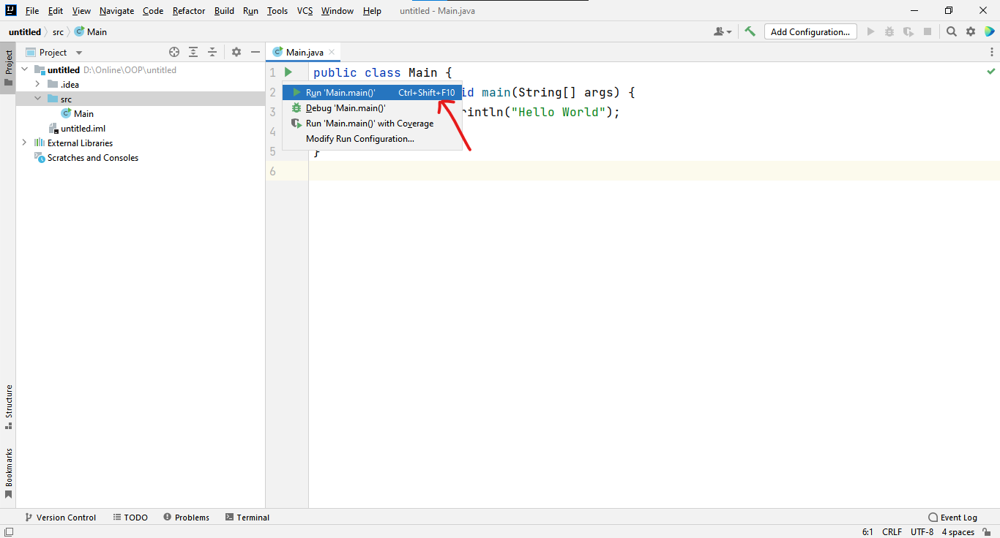 IJ File Edit View Navigate Code Refactor Build Run Tools VCS Window Help untitled - Main.java
untitled src C Main Add Configuration...
Project Project C Main.java
untitled D:\Online\OOP\untitled
.idea
src
C Main
untitled.iml
External Libraries
Scratches and Consoles
1 public class Main {
2 id main(String[] args) {
3 rintln("Hello World");
4
5 }
6
Run 'Main.main()' Ctrl+Shift+F10
Debug 'Main.main()'
Run 'Main.main()' with Coverage
Modify Run Configuration...
Structure
Bookmarks
Version Control TODO Problems Terminal Event Log
6:1 CRLF UTF-8 4 spaces